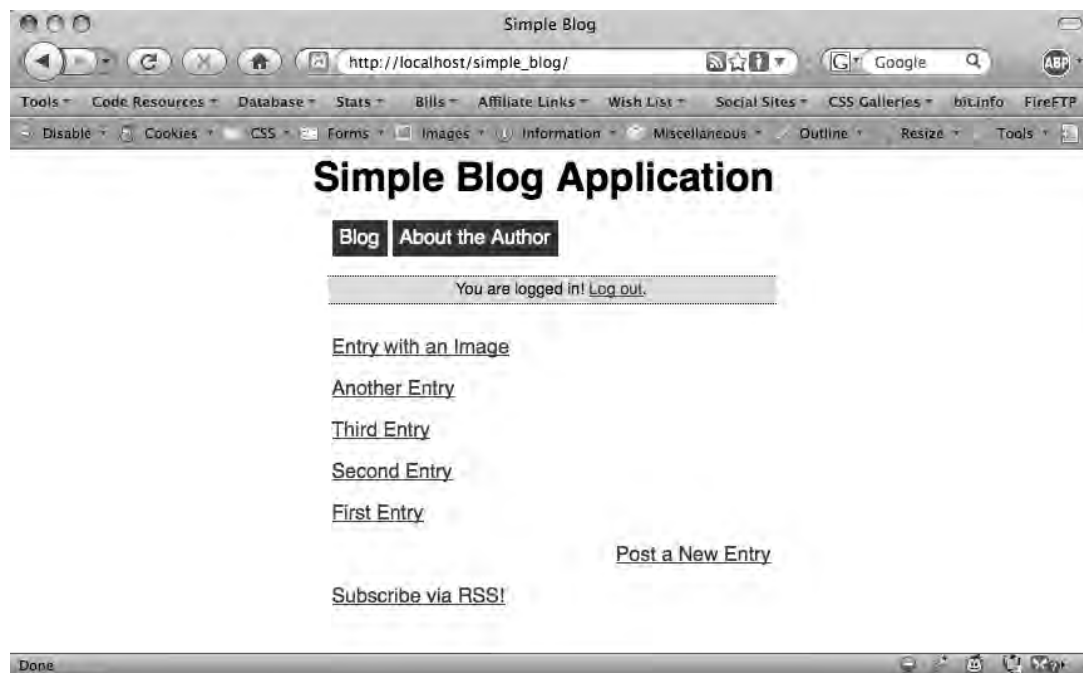 Simple Blog
http://localhost/simple_blog/ G Google ABP
Tools Code Resources Database Stats Bills Affiliate Links Wish List Social Sites CSS Galleries bit.info FireFTP
Disable Cookies CSS Forms Images Information Miscellaneous Outline Resize Tools
Simple Blog Application
Blog About the Author
You are logged in! Log out.
Entry with an Image
Another Entry
Third Entry
Second Entry
First Entry
Post a New Entry
Subscribe via RSS!
Done